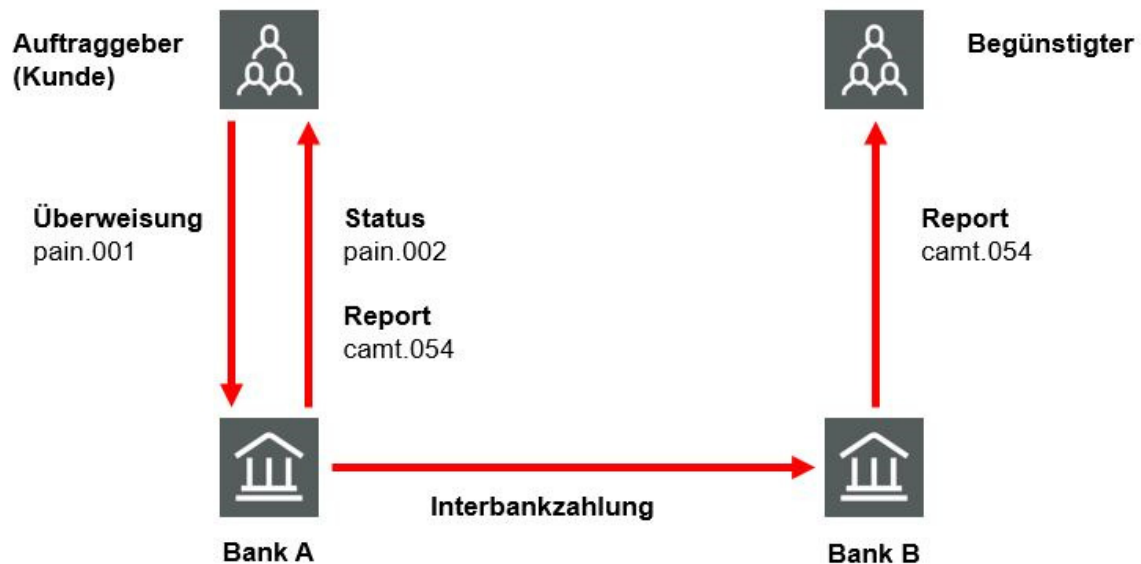 Auftraggeber
(Kunde)
Begünstigter
Überweisung
pain.001
Status
pain.002
Report
camt.054
Report
camt.054
Interbankzahlung
Bank A
Bank B